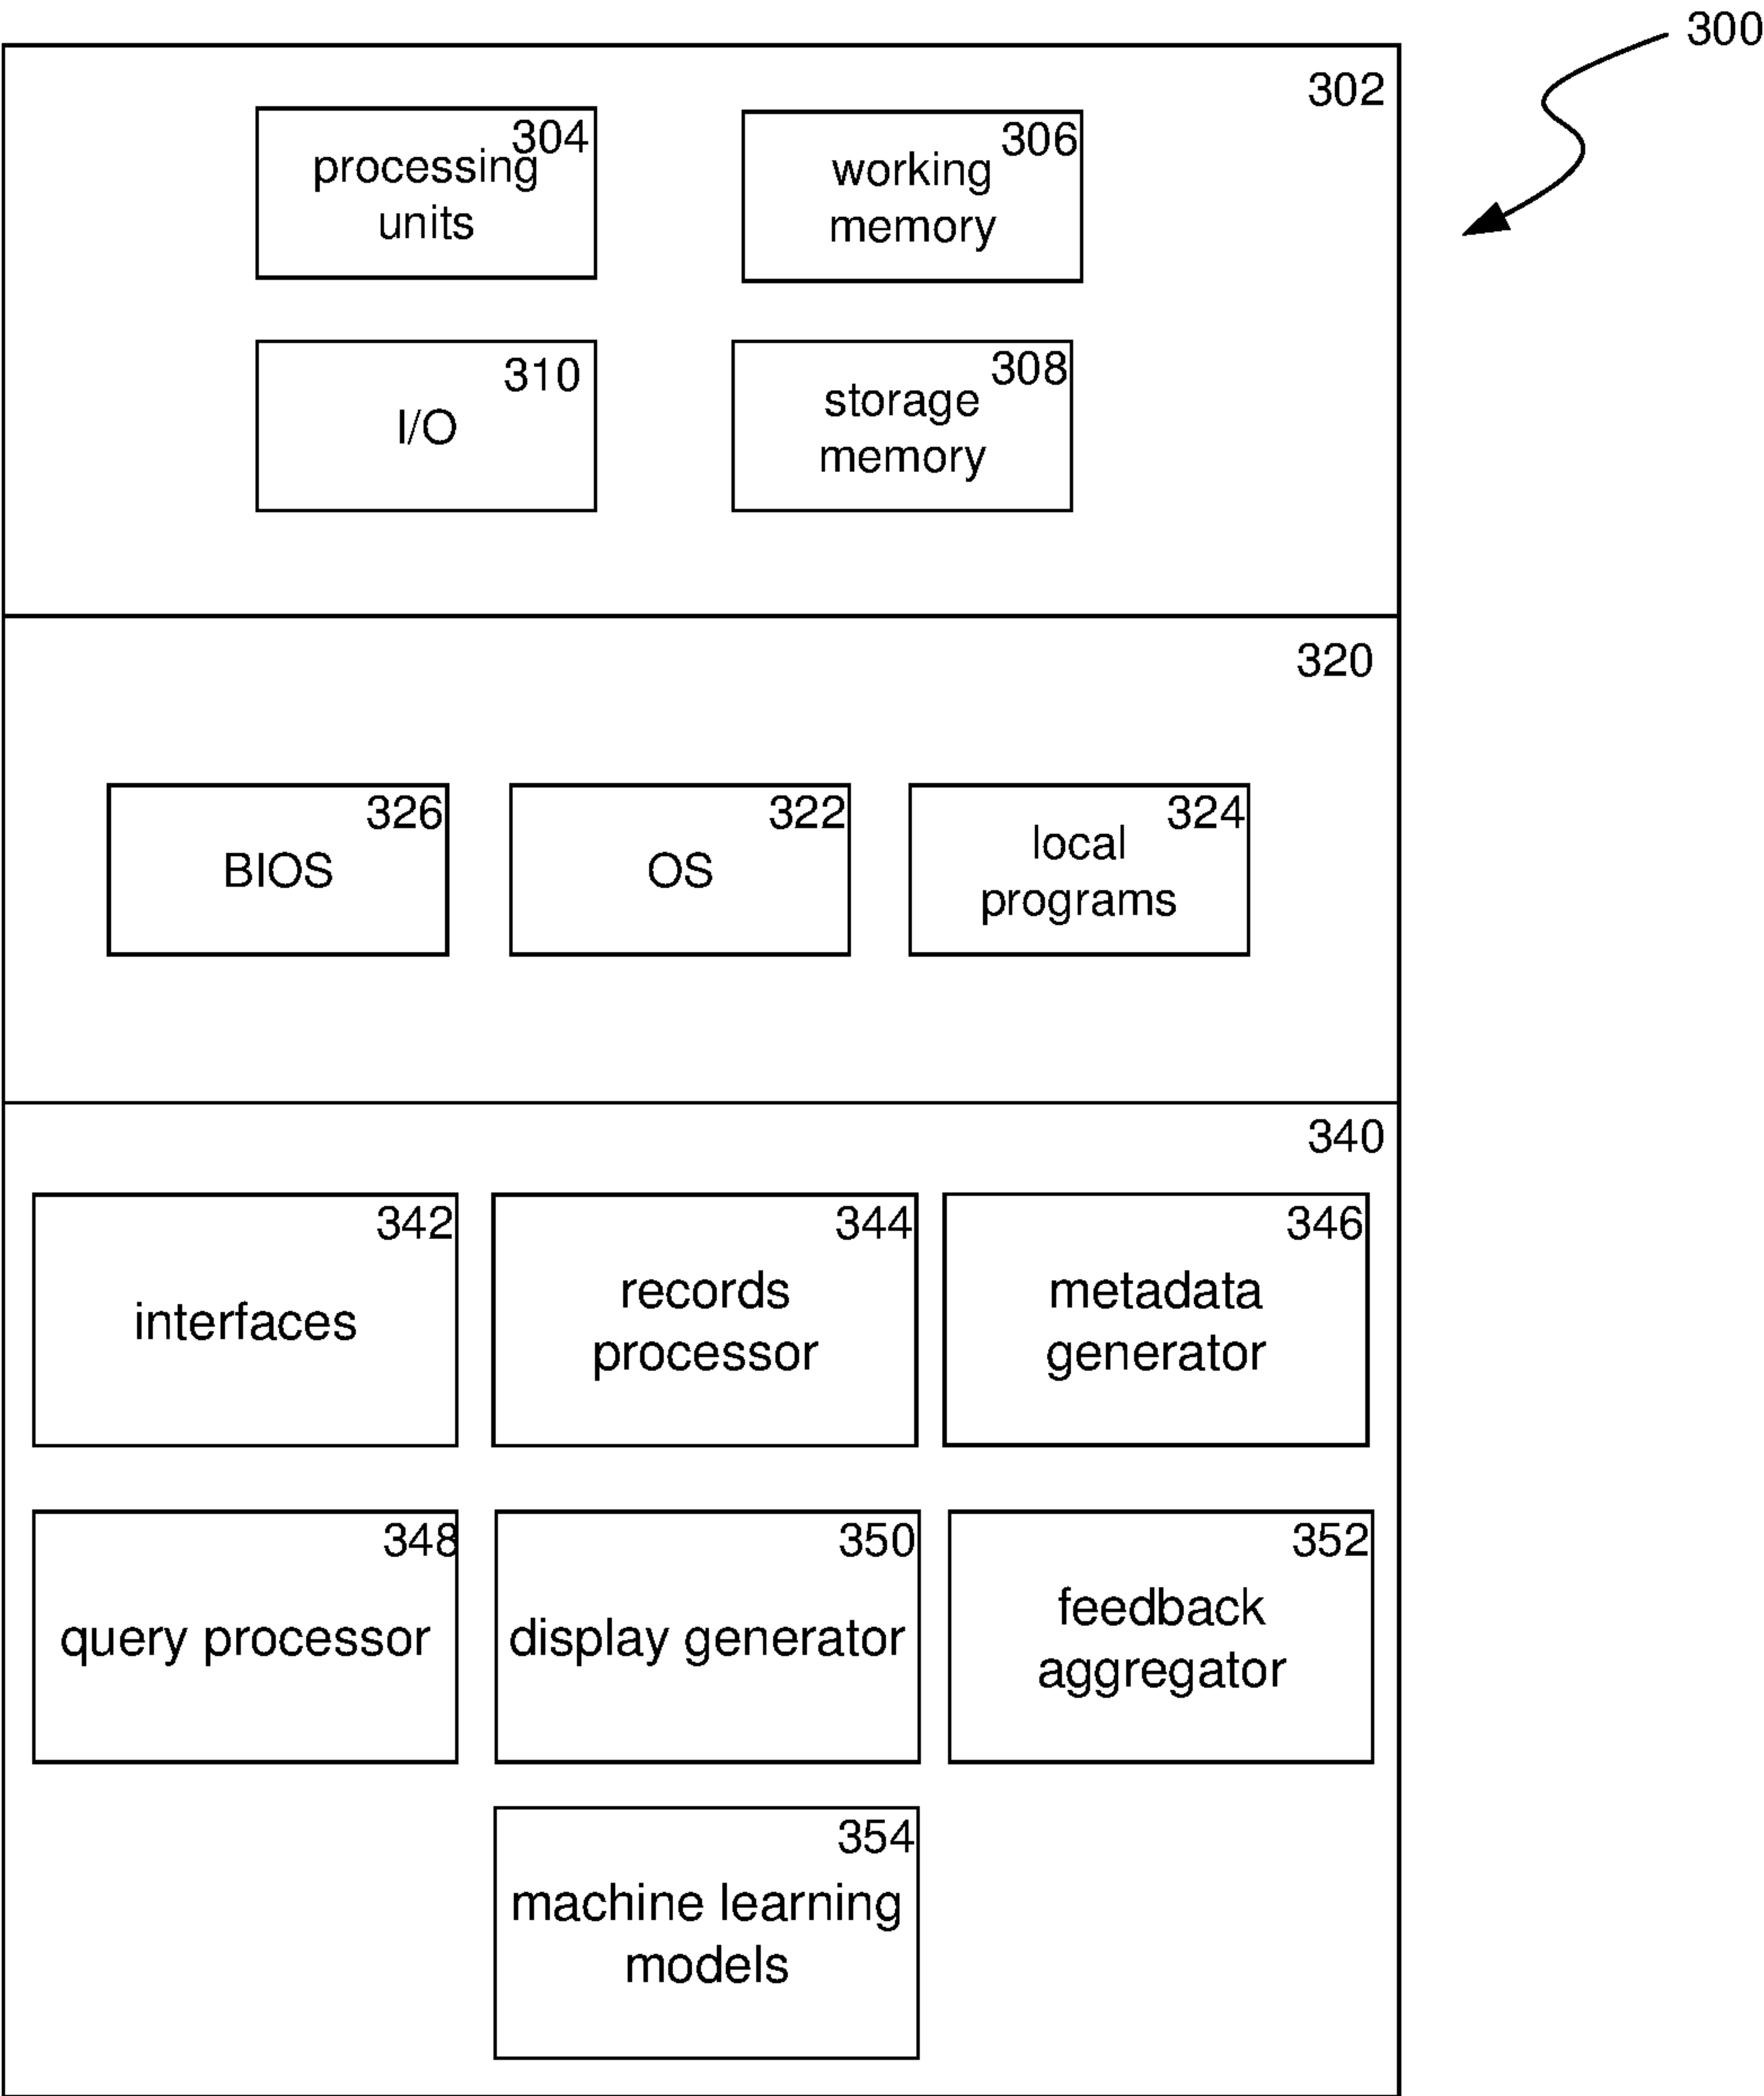 300
302
304
processing
units
306
working
memory
310
I/O
308
storage
memory
320
326
BIOS
322
OS
324
local
programs
340
342
interfaces
344
records
processor
346
metadata
generator
348
query processor
350
display generator
352
feedback
aggregator
354
machine learning
models